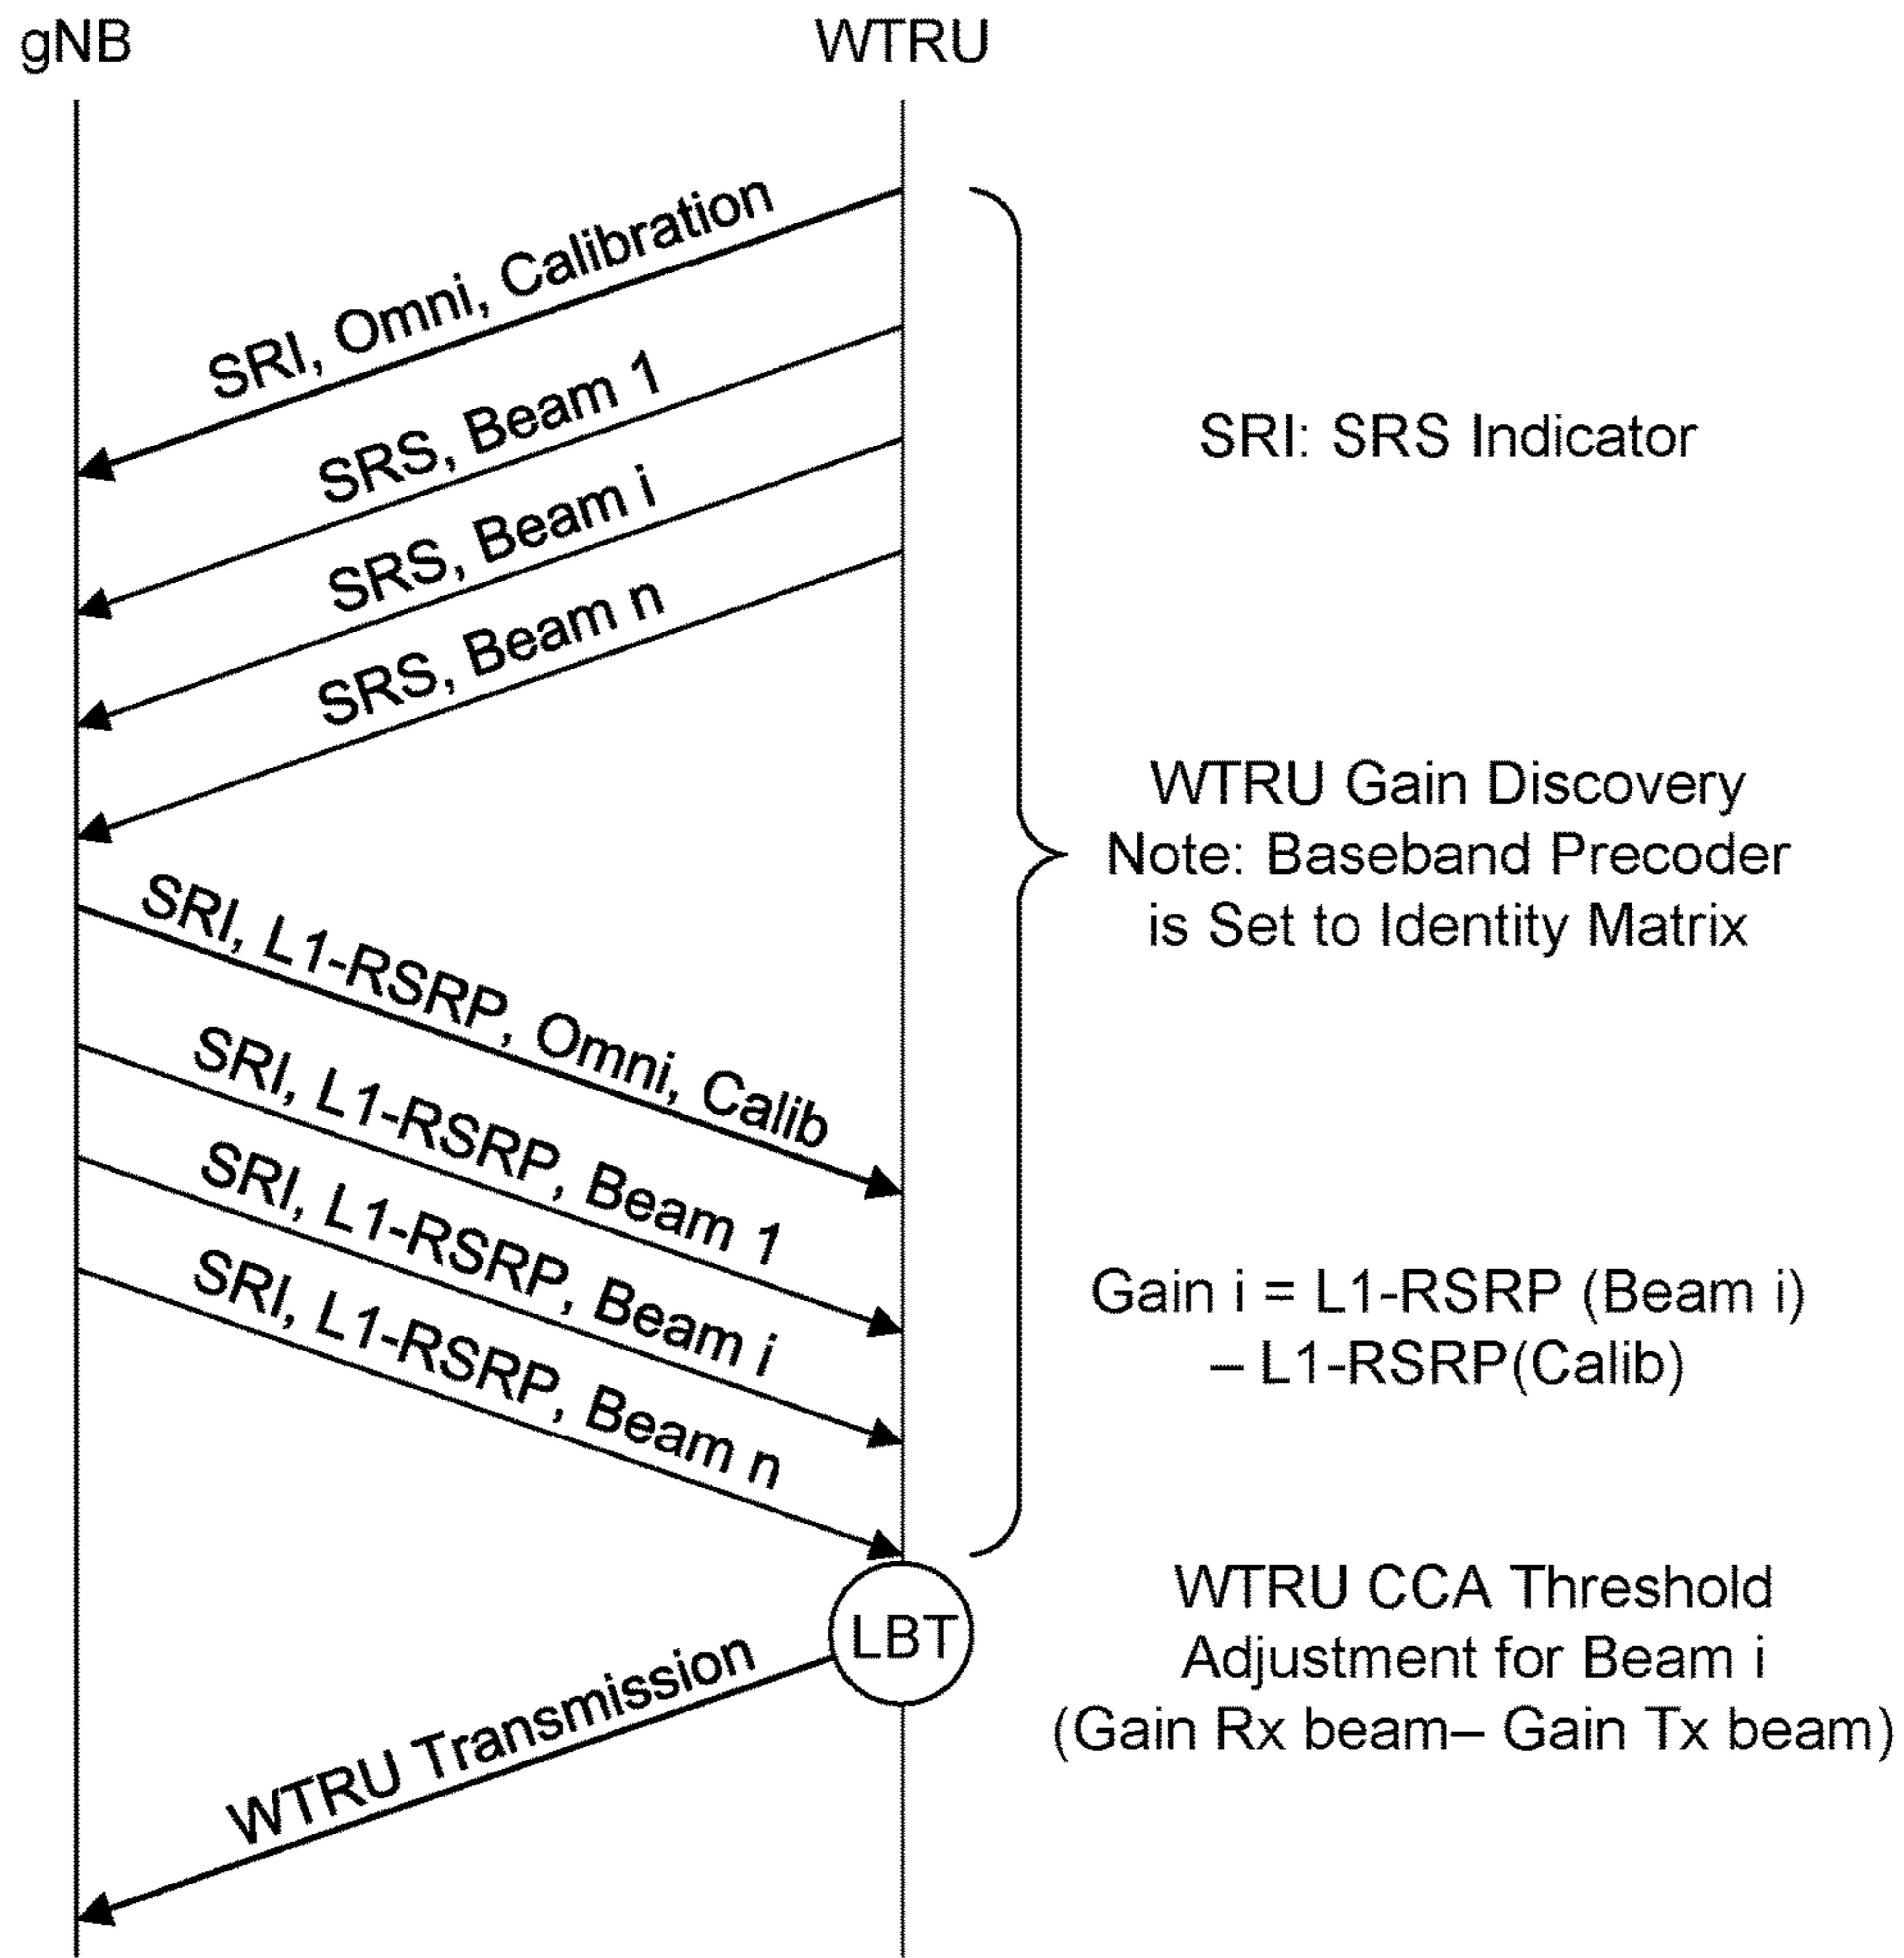 gNB
WTRU
SRI, Omni, Calibration
SRS, Beam 1
SRS, Beam i
SRS, Beam n
SRI: SRS Indicator
WTRU Gain Discovery
Note: Baseband Precoder
is Set to Identity Matrix
SRI, L1-RSRP, Omni, Calib
SRI, L1-RSRP, Beam 1
SRI, L1-RSRP, Beam i
SRI, L1-RSRP, Beam n
Gain i = L1-RSRP (Beam i)
– L1-RSRP(Calib)
LBT
WTRU CCA Threshold
Adjustment for Beam i
(Gain Rx beam– Gain Tx beam)
WTRU Transmission